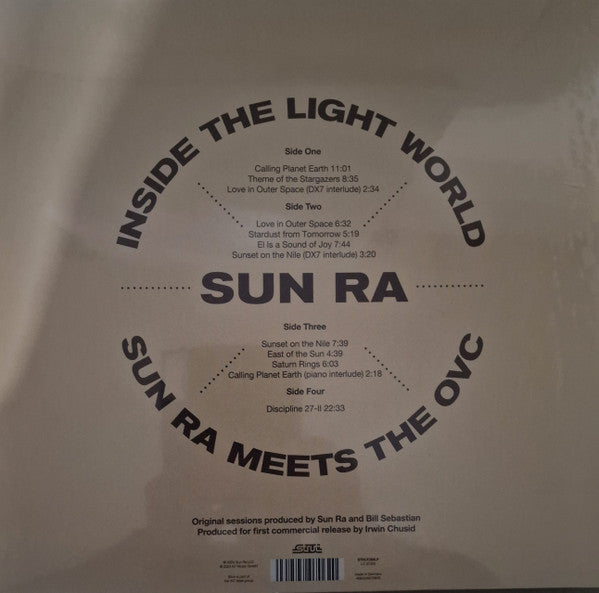 INSIDE THE LIGHT WORLD
Side One
Calling Planet Earth 11:01
Theme of the Stargazers 8:35
Love in Outer Space (DX7 interlude) 2:34
Side Two
Love in Outer Space 6:32
Stardust from Tomorrow 5:19
El Is a Sound of Joy 7:44
Sunset on the Nile (DX7 interlude) 3:20
SUN RA
Side Three
Sunset on the Nile 7:39
East of the Sun 4:39
Saturn Rings 6:03
Calling Planet Earth (piano interlude) 2:18
Side Four
Discipline 27-II 22:33
SUN RA MEETS THE OVC
Original sessions produced by Sun Ra and Bill Sebastian
Produced for first commercial release by Irwin Chusid
Strut